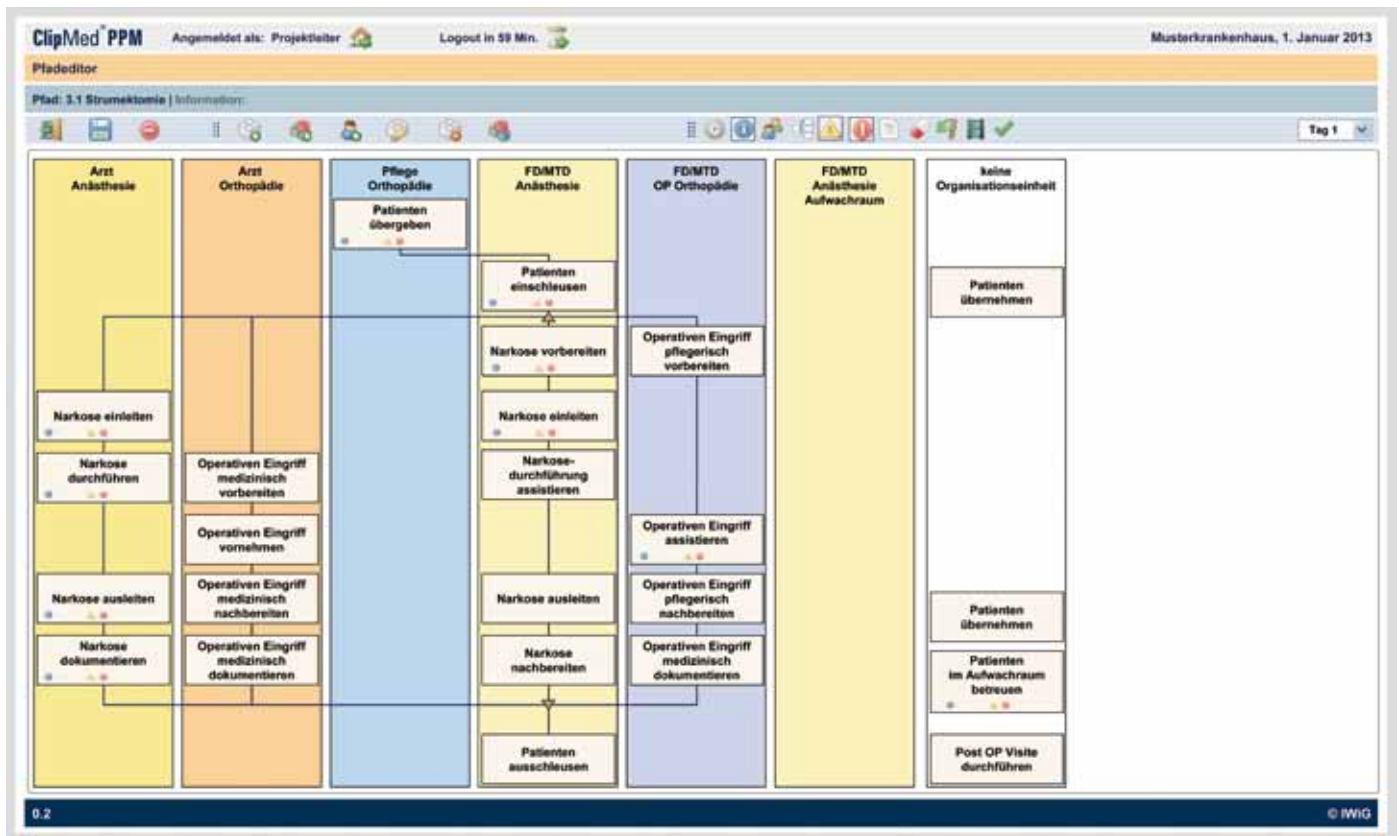 ClipMed PPM Angemeldet als: Projektleiter Logout in 59 Min. Musterkrankenhaus, 1. Januar 2013
Pfadeditor
Pfad: 3.1 Strumektomie | Information:
Tag 1
Arzt
Anästhesie
Narkose einleiten
Narkose
durchführen
Narkose ausleiten
Narkose
dokumentieren
Arzt
Orthopädie
Operativen Eingriff
medizinisch
vorbereiten
Operativen Eingriff
vornehmen
Operativen Eingriff
medizinisch
nachbereiten
Operativen Eingriff
medizinisch
dokumentieren
Pflege
Orthopädie
Patienten
übergeben
FD/MTD
Anästhesie
Patienten
einschleusen
Narkose vorbereiten
Narkose einleiten
Narkose-
durchführung
assistieren
Narkose ausleiten
Narkose
nachbereiten
Patienten
ausschleusen
FD/MTD
OP Orthopädie
Operativen Eingriff
pflegerisch
vorbereiten
Operativen Eingriff
assistieren
Operativen Eingriff
pflegerisch
nachbereiten
Operativen Eingriff
medizinisch
dokumentieren
FD/MTD
Anästhesie
Aufwachraum
keine
Organisationseinheit
Patienten
übernehmen
Patienten
übernehmen
Patienten
im Aufwachraum
betreuen
Post OP Visite
durchführen
0.2 © IWiG